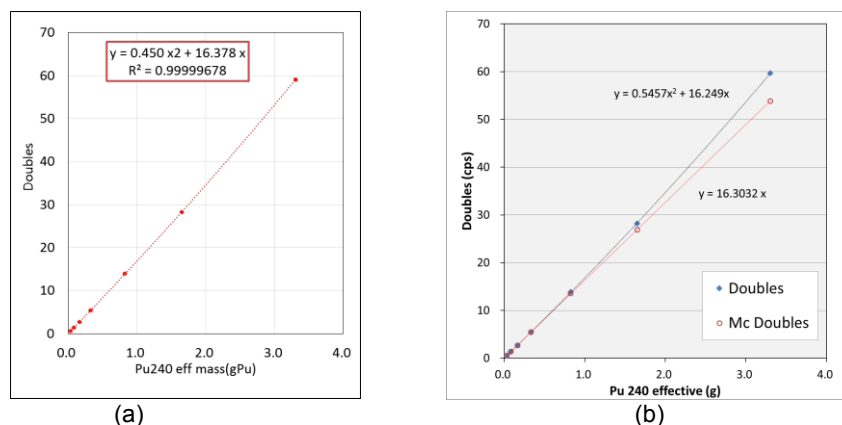 70
60
50
40
30
20
10
0
Doubles
y = 0.450 x2 + 16.378 x
R² = 0.99999678
0.0 1.0 2.0 3.0 4.0
Pu240 eff mass(gPu)
(a)
70
60
50
40
30
20
10
0
Doubles (cps)
y = 0.5457x² + 16.249x
y = 16.3032 x
Doubles
Mc Doubles
0.0 1.0 2.0 3.0 4.0
Pu 240 effective (g)
(b)